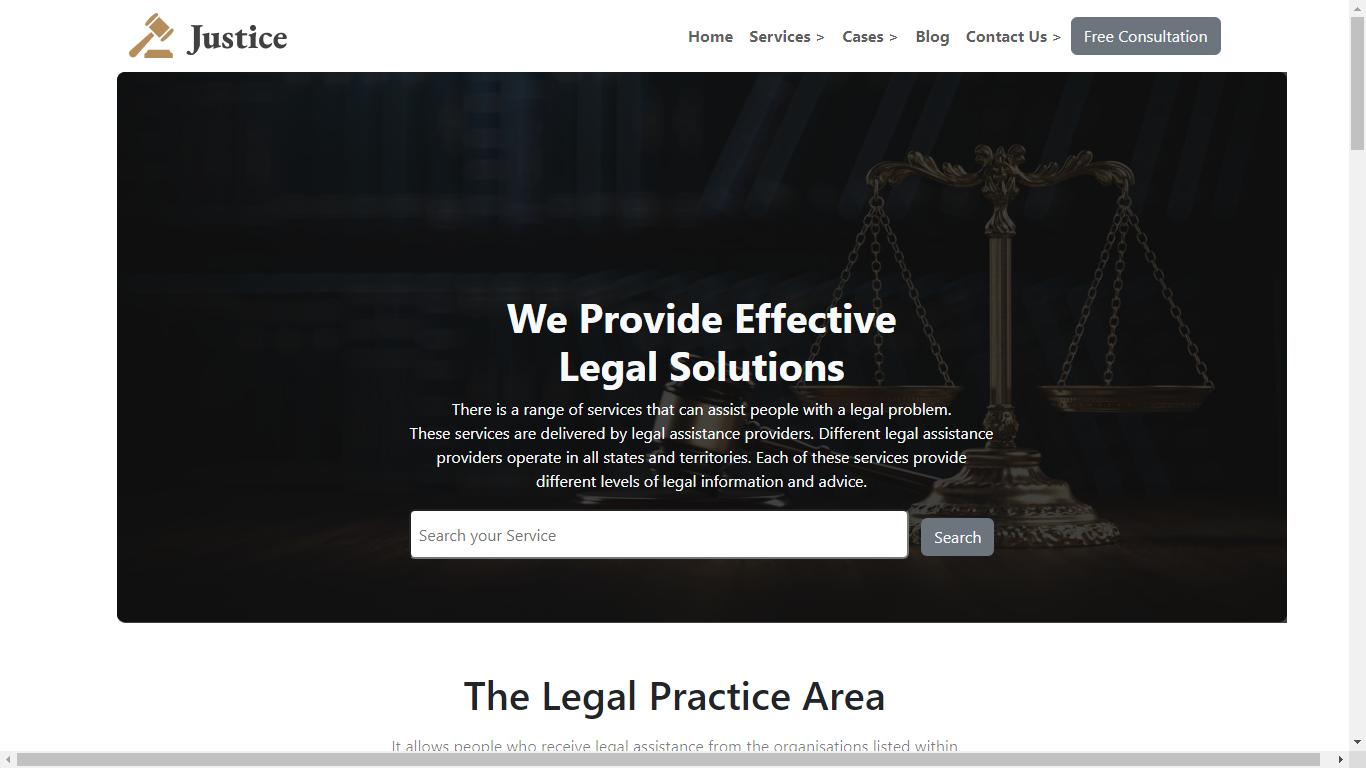 Justice
Home Services > Cases > Blog Contact Us > Free Consultation
We Provide Effective
Legal Solutions
There is a range of services that can assist people with a legal problem.
These services are delivered by legal assistance providers. Different legal assistance
providers operate in all states and territories. Each of these services provide
different levels of legal information and advice.
Search your Service
Search
The Legal Practice Area
It allows people who receive legal assistance from the organisations listed within